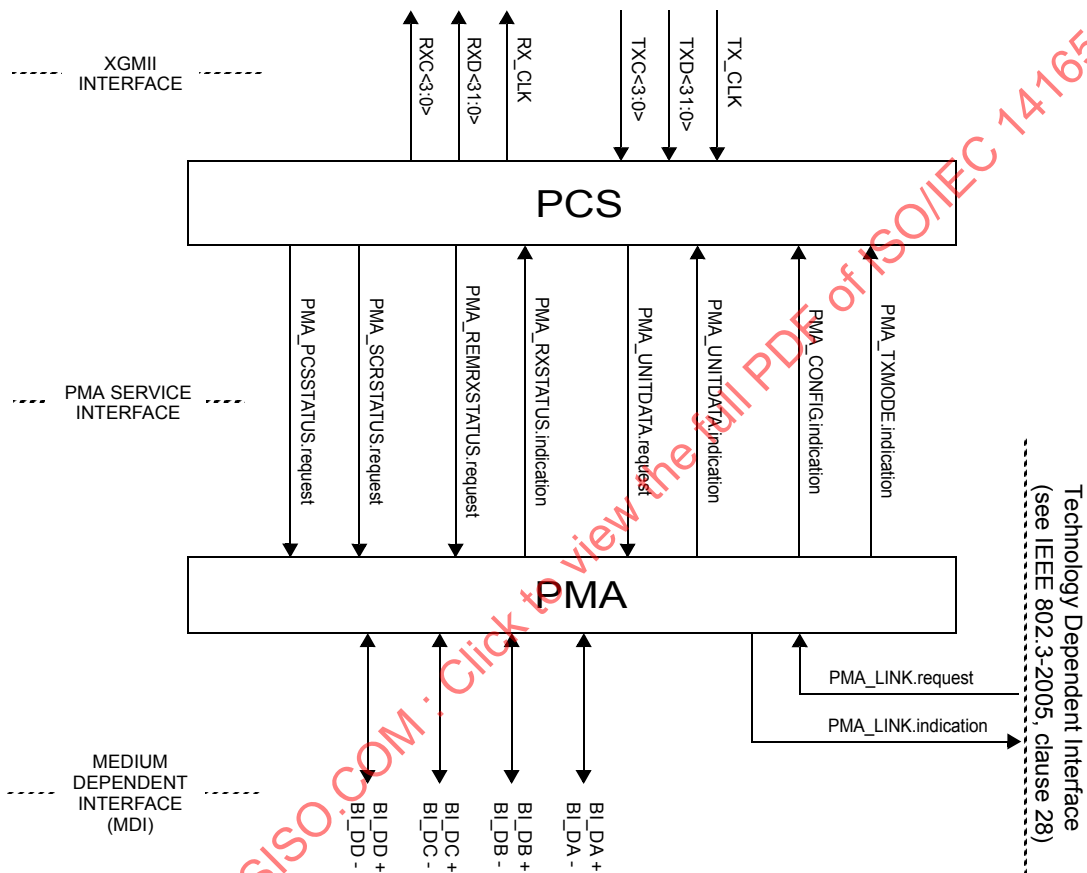 XGMII
INTERFACE
RXC<3:0>
RXD<31:0>
RX_CLK
TXC<3:0>
TXD<31:0>
TX_CLK
PCS
PMA SERVICE
INTERFACE
PMA_PCSSTATUS.request
PMA_SCRSTATUS.request
PMA_REMRXSTATUS.request
PMA_RXSTATUS.indication
PMA_UNITDATA.request
PMA_UNITDATA.indication
PMA_CONFIG.indication
PMA_TXMODE.indication
PMA
Technology Dependent Interface
(see IEEE 802.3-2005, clause 28)
PMA_LINK.request
PMA_LINK.indication
MEDIUM
DEPENDENT
INTERFACE
(MDI)
BI_DD +
BI_DD -
BI_DC +
BI_DC -
BI_DB +
BI_DB -
BI_DA +
BI_DA -
SISO.COM : Click to view the full PDF of ISO/IEC 14165